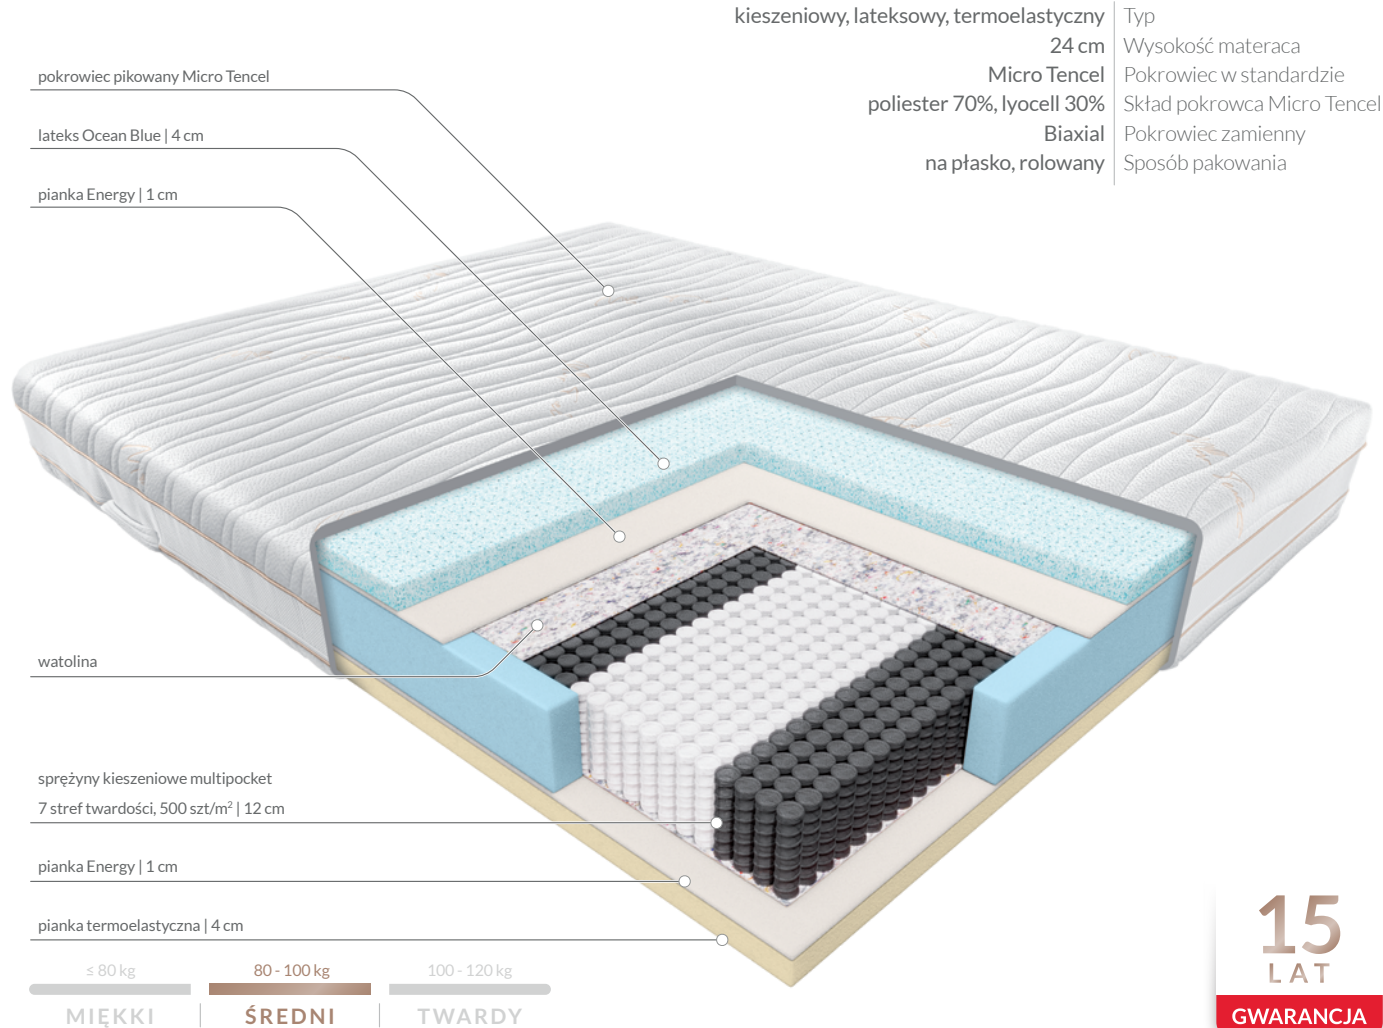 kieszeniowy, lateksowy, termoelastyczny Typ
24 cm Wysokość materaca
Micro Tencel Pokrowiec w standardzie
poliester 70%, lyocell 30% Skład pokrowca Micro Tencel
Biaxial Pokrowiec zamienny
na płasko, rolowany Sposób pakowania
pokrowiec pikowany Micro Tencel
lateks Ocean Blue | 4 cm
pianka Energy | 1 cm
watolina
sprężyny kieszeniowe multipocket
7 stref twardości, 500 szt/m² | 12 cm
pianka Energy | 1 cm
pianka termoelastyczna | 4 cm
≤ 80 kg 80 - 100 kg 100 - 120 kg
MIĘKKI ŚREDNI TWARDY
15
LAT
GWARANCJA